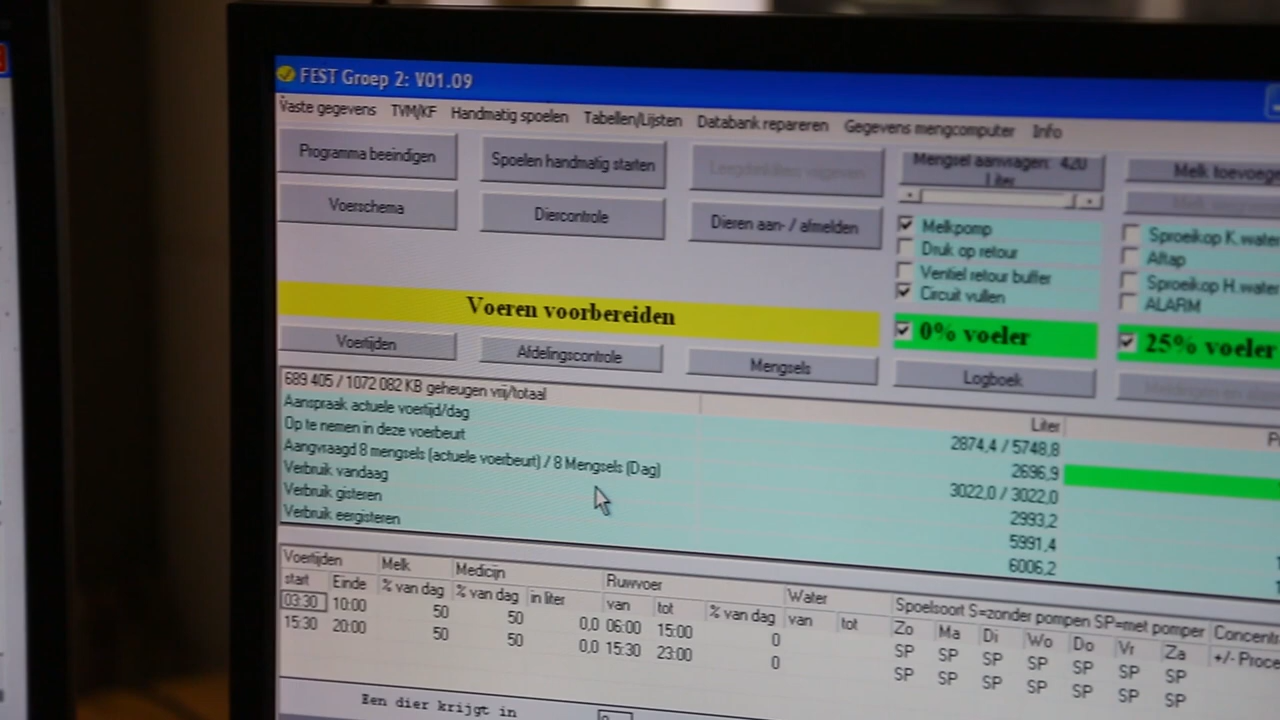 FEST Groep 2: V01.09
Vaste gegevens TVM/KF Handmatig spoelen Tabellen/Lijsten Databank repareren Gegevens mengcomputer Info
Programma beeindigen Spoelen handmatig starten Mengsel aanvragen: 420 Liter Melk toevoege
Voerschema Diercontrole Dieren aan- / afmelden
Melkpomp Sproeikop K.water
Druk op retour Aftap
Ventiel retour buffer Sproeikop H.water
Circuit vullen ALARM
Voeren voorbereiden 0% voeler 25% voeler
Voertijden Afdelingscontrole Mengsels Logboek
689 405 / 1072 082 KB geheugen vrij/totaal Liter
Aanspraak actuele voertijd/dag 2874,4 / 5748,8
Op te nemen in deze voerbeurt 2696,9
Aangvraagd 8 mengsels (actuele voerbeurt) / 8 Mengsels (Dag) 3022,0 / 3022,0
Verbruik vandaag 2993,2
Verbruik gisteren 5991,4
Verbruik eergisteren 6006,2
Voertijden Melk Medicijn Ruwvoer Water Spoelsoort S=zonder pompen SP=met pomper Concentr
start Einde % van dag % van dag in liter van tot % van dag van tot Zo Ma Di Wo Do Vr Za +/- Proce
03:30 10:00 50 50 0,0 06:00 15:00 0 SP SP SP SP SP SP SP
15:30 20:00 50 50 0,0 15:30 23:00 0 SP SP SP SP SP SP SP
Een dier krijgt in